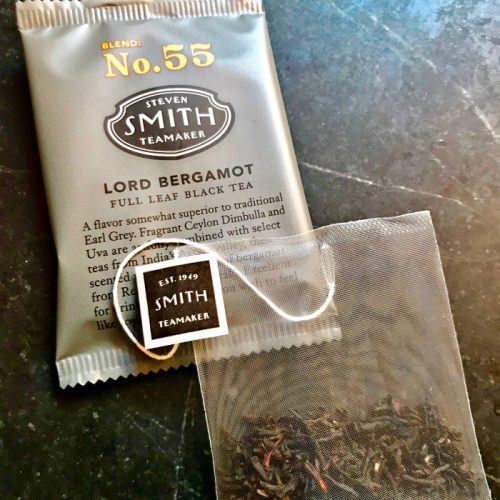 BLEND:
No.55
STEVEN
SMITH
TEAMAKER
LORD BERGAMOT
FULL LEAF BLACK TEA
A flavor somewhat superior to traditional
Earl Grey. Fragrant Ceylon Dimbulla and
Uva are combined with select
teas from India's Valley, then
scented of bergamot
from Excellent
for wish to feel
like
EST. 1949
SMITH
TEAMAKER